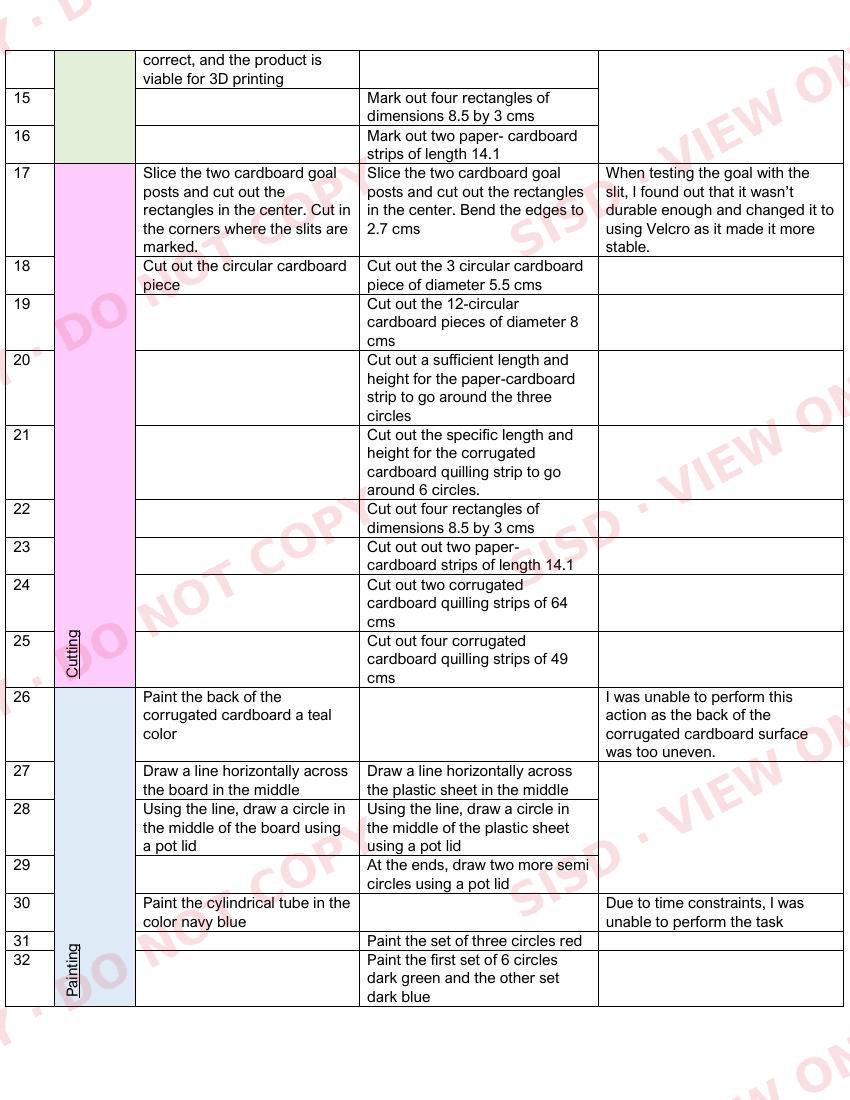 correct, and the product is
viable for 3D printing
15
Mark out four rectangles of
dimensions 8.5 by 3 cms
16
Mark out two paper- cardboard
strips of length 14.1
17
Slice the two cardboard goal
posts and cut out the
rectangles in the center. Cut in
the corners where the slits are
marked.
Slice the two cardboard goal
posts and cut out the rectangles
in the center. Bend the edges to
2.7 cms
When testing the goal with the
slit, I found out that it wasn’t
durable enough and changed it to
using Velcro as it made it more
stable.
18
Cut out the circular cardboard
piece
Cut out the 3 circular cardboard
piece of diameter 5.5 cms
19
Cut out the 12-circular
cardboard pieces of diameter 8
cms
20
Cut out a sufficient length and
height for the paper-cardboard
strip to go around the three
circles
21
Cut out the specific length and
height for the corrugated
cardboard quilling strip to go
around 6 circles.
22
Cut out four rectangles of
dimensions 8.5 by 3 cms
23
Cut out out two paper-
cardboard strips of length 14.1
24
Cut out two corrugated
cardboard quilling strips of 64
cms
25
Cut out four corrugated
cardboard quilling strips of 49
cms
Cutting
26
Paint the back of the
corrugated cardboard a teal
color
I was unable to perform this
action as the back of the
corrugated cardboard surface
was too uneven.
27
Draw a line horizontally across
the board in the middle
Draw a line horizontally across
the plastic sheet in the middle
28
Using the line, draw a circle in
the middle of the board using
a pot lid
Using the line, draw a circle in
the middle of the plastic sheet
using a pot lid
29
At the ends, draw two more semi
circles using a pot lid
30
Paint the cylindrical tube in the
color navy blue
Due to time constraints, I was
unable to perform the task
31
Paint the set of three circles red
32
Paint the first set of 6 circles
dark green and the other set
dark blue
Painting
DO NOT COPY
SISD · VIEW ON
DO NOT COPY
SISD · VIEW ON
DO NOT COPY
SISD · VIEW ON